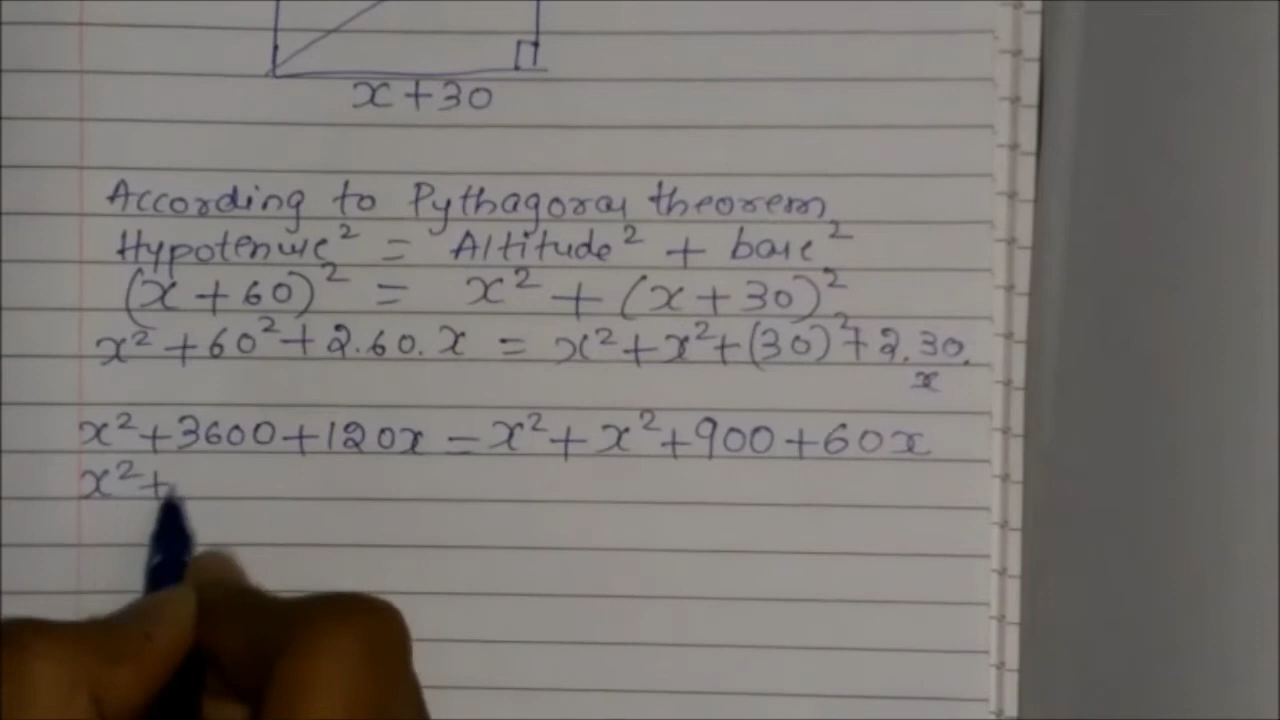 x+30
According to Pythagoras theorem
Hypotenuse² = Altitude² + base²
(x+60)² = x² + (x+30)²
x²+60²+2.60.x = x²+x²+(30)²+2.30.
x
x²+3600+120x = x²+x²+900+60x
x²+